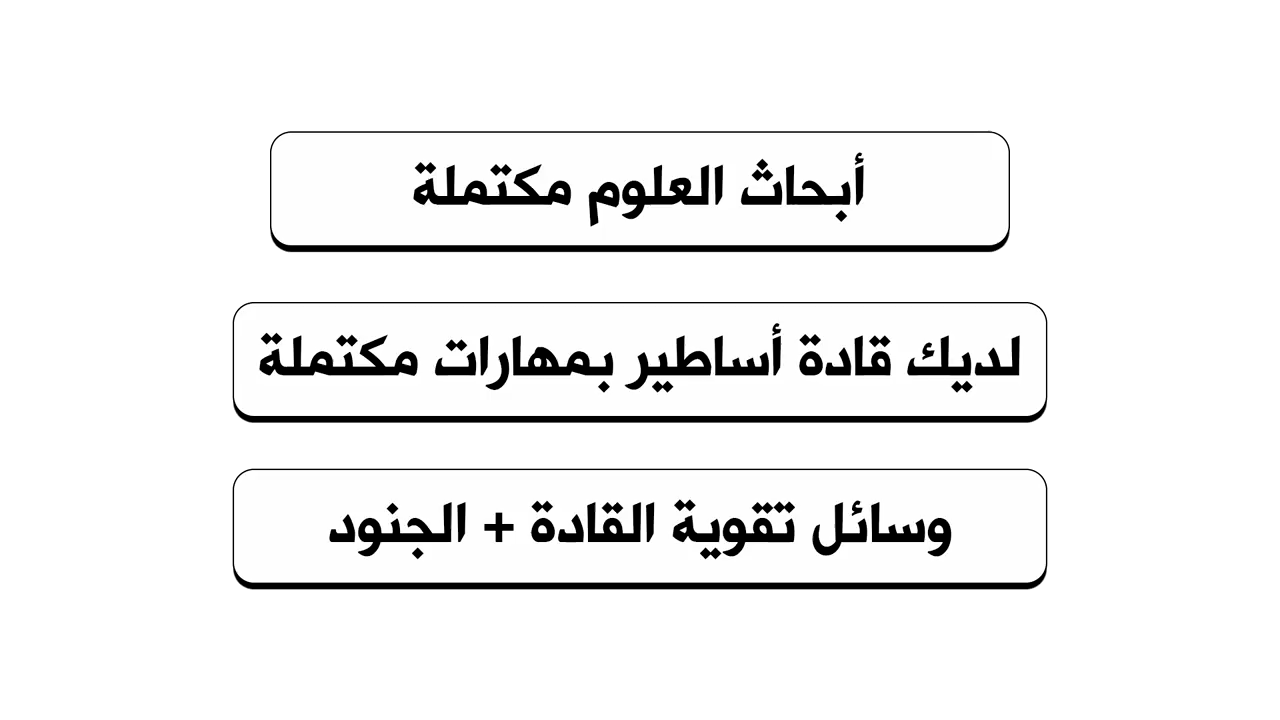 أبحاث العلوم مكتملة
لديك قادة أساطير بمهارات مكتملة
وسائل تقوية القادة + الجنود